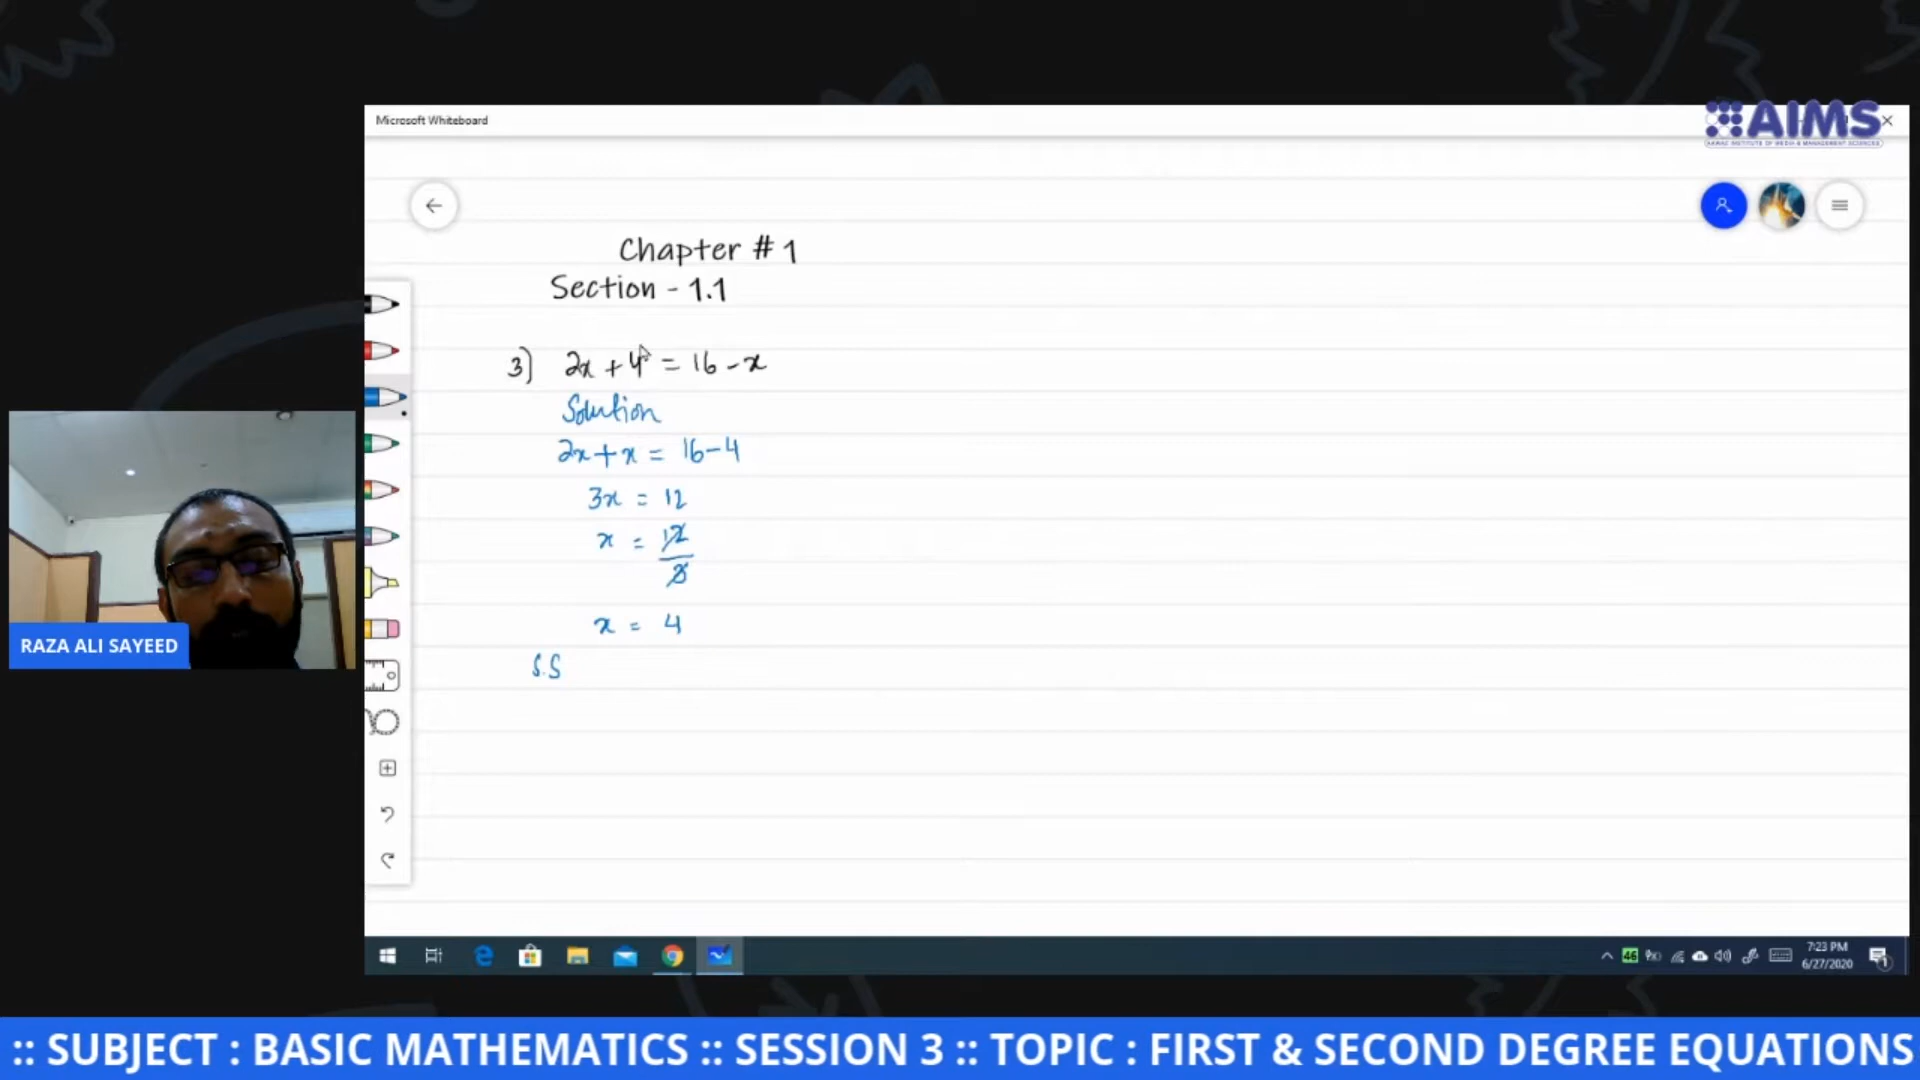 Microsoft Whiteboard
AIMS
Chapter # 1
Section - 1.1
3) 2x + 4 = 16 - x
Solution
2x + x = 16 - 4
3x = 12
x = 12
3
x = 4
S.S
RAZA ALI SAYEED
46
7:23 PM
6/27/2020
1
:: SUBJECT : BASIC MATHEMATICS :: SESSION 3 :: TOPIC : FIRST & SECOND DEGREE EQUATIONS